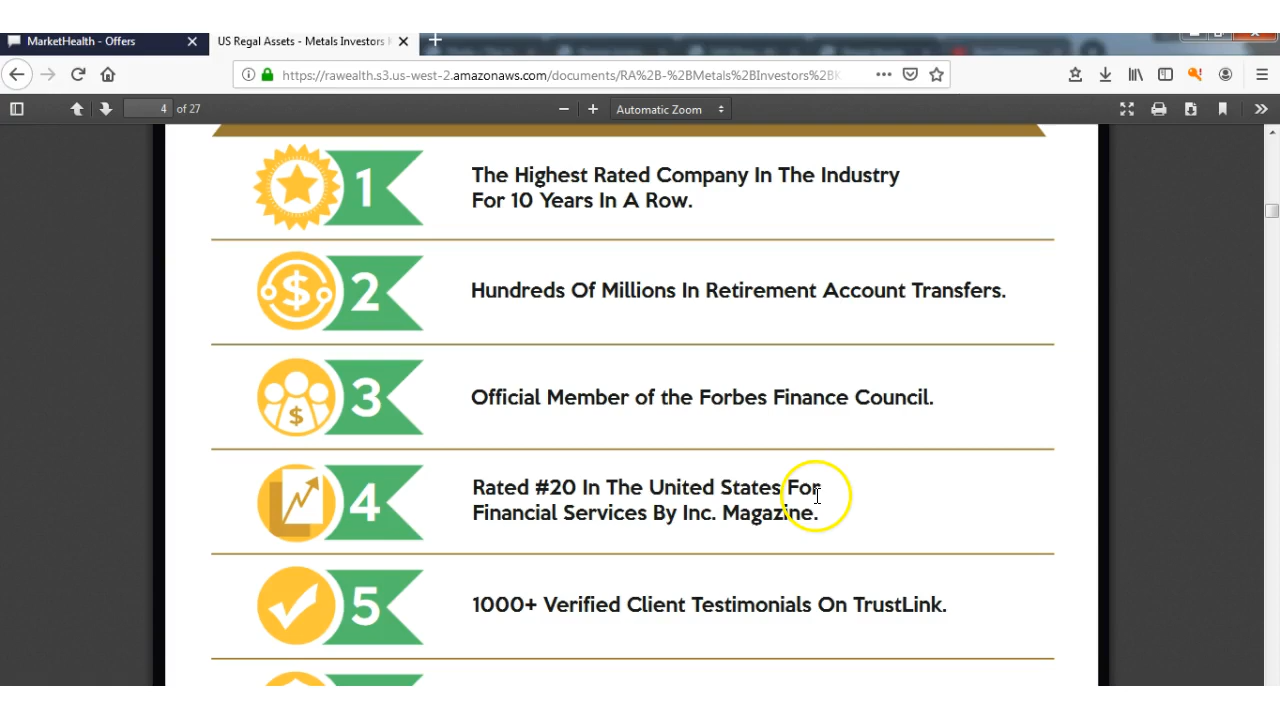 MarketHealth - Offers
US Regal Assets - Metals Investors
https://rawealth.s3.us-west-2.amazonaws.com/documents/RA%2B-%2BMetals%2BInvestors%2BK
4 of 27
Automatic Zoom
1
The Highest Rated Company In The Industry
For 10 Years In A Row.
2
Hundreds Of Millions In Retirement Account Transfers.
3
Official Member of the Forbes Finance Council.
4
Rated #20 In The United States For
Financial Services By Inc. Magazine.
5
1000+ Verified Client Testimonials On TrustLink.